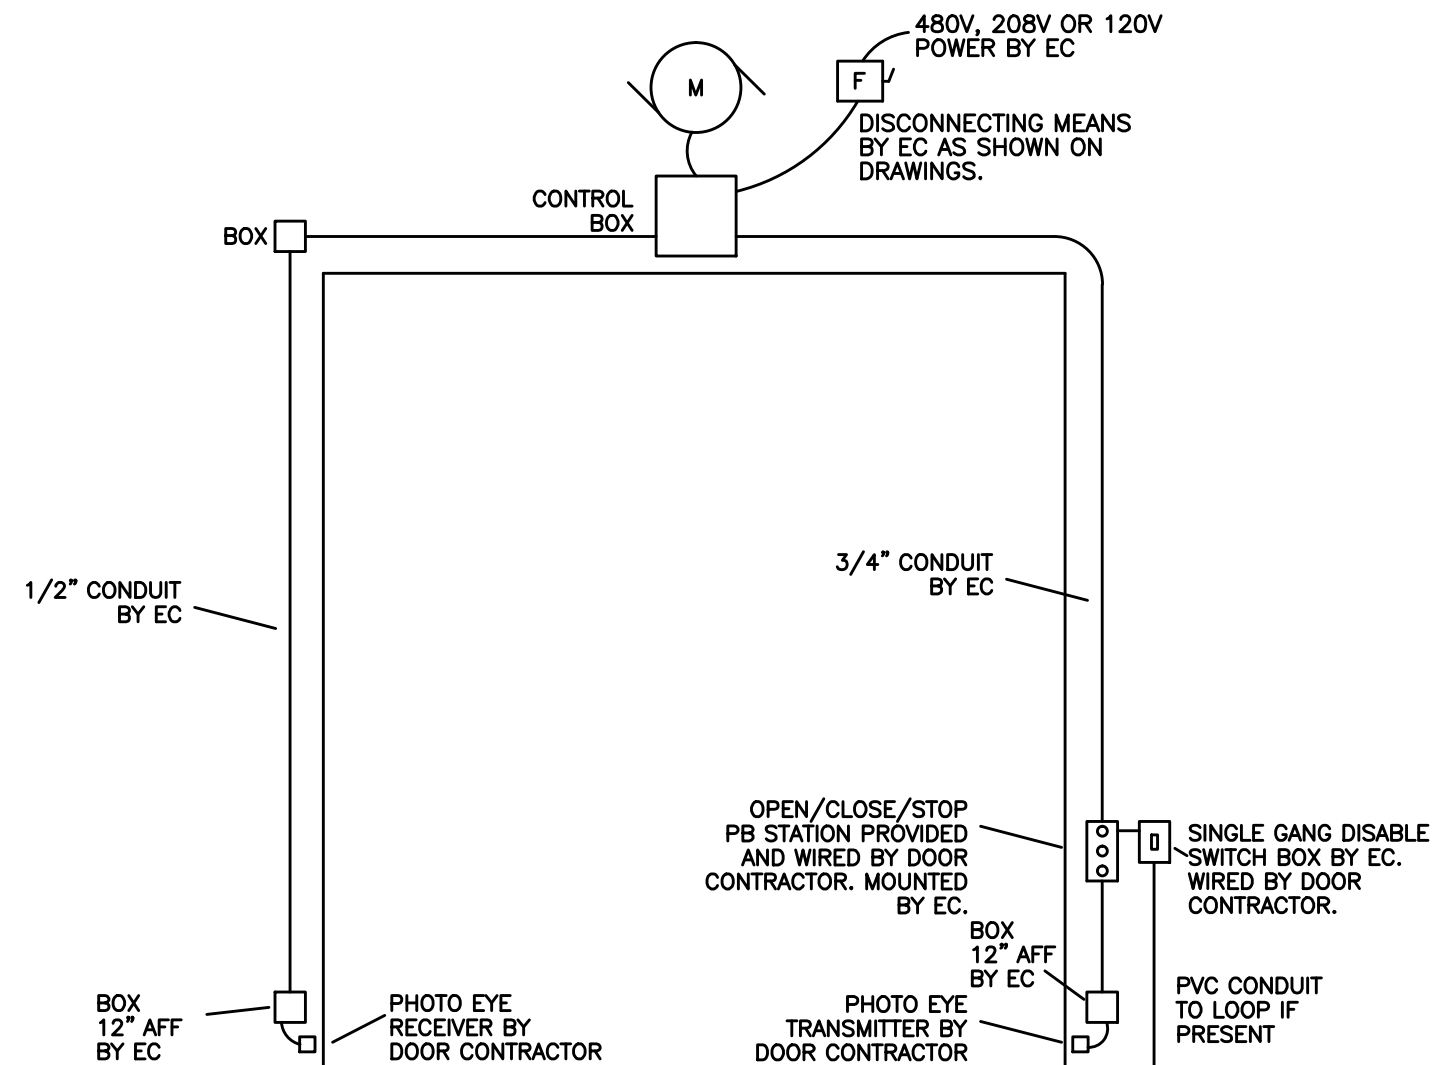 480V, 208V OR 120V
POWER BY EC
M
F
DISCONNECTING MEANS
BY EC AS SHOWN ON
DRAWINGS.
CONTROL
BOX
BOX
3/4” CONDUIT
BY EC
1/2” CONDUIT
BY EC
OPEN/CLOSE/STOP
PB STATION PROVIDED
AND WIRED BY DOOR
CONTRACTOR. MOUNTED
BY EC.
SINGLE GANG DISABLE
SWITCH BOX BY EC.
WIRED BY DOOR
CONTRACTOR.
BOX
12” AFF
BY EC
PVC CONDUIT
TO LOOP IF
PRESENT
BOX
12” AFF
BY EC
PHOTO EYE
RECEIVER BY
DOOR CONTRACTOR
PHOTO EYE
TRANSMITTER BY
DOOR CONTRACTOR